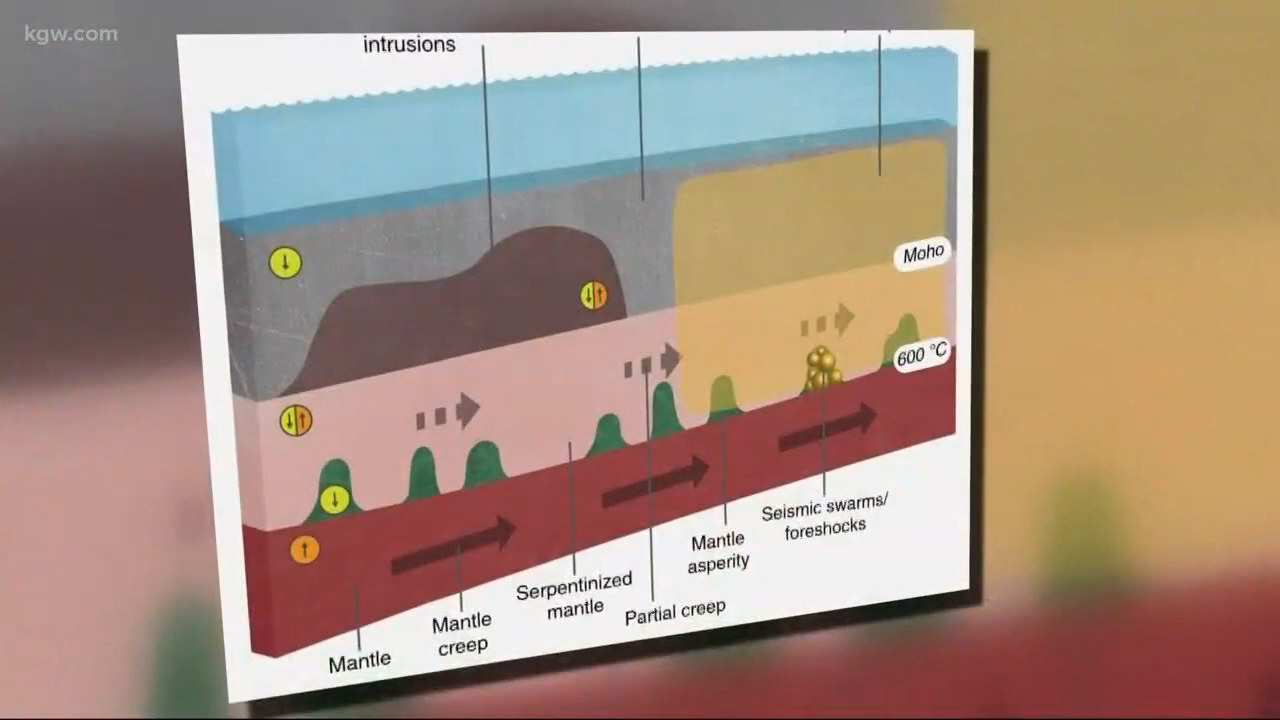 kgw.com
intrusions
Moho
600 °C
Seismic swarms/
foreshocks
Mantle
asperity
Serpentinized
mantle
Partial creep
Mantle
creep
Mantle